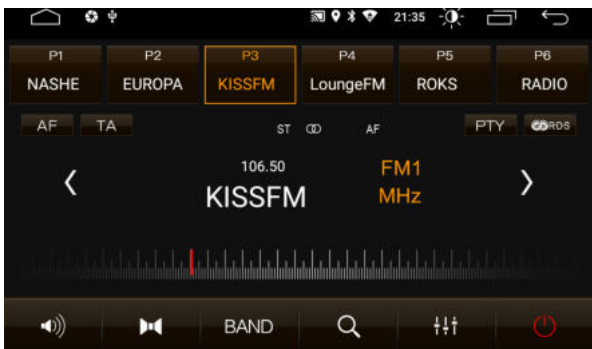 21:35
P1 P2 P3 P4 P5 P6
NASHE EUROPA KISSFM LoungeFM ROKS RADIO
AF TA ST AF PTY RDS
106.50 FM1
KISSFM MHz
BAND